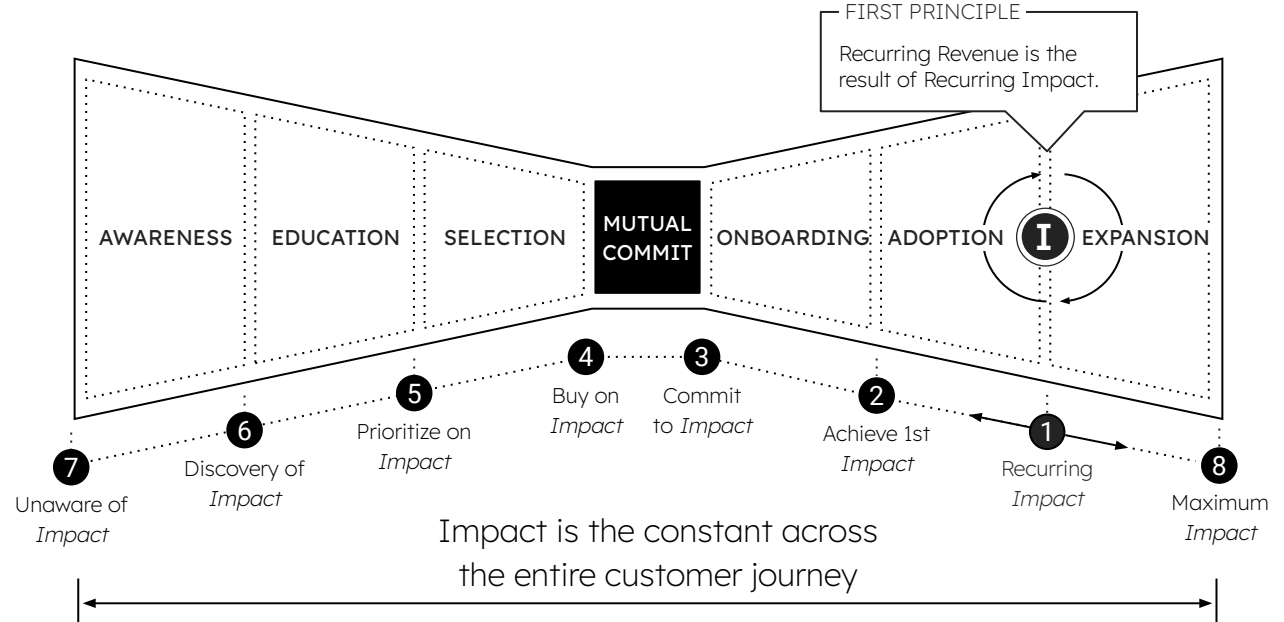 FIRST PRINCIPLE
Recurring Revenue is the
result of Recurring Impact.
AWARENESS
EDUCATION
SELECTION
MUTUAL
COMMIT
ONBOARDING
ADOPTION
I
EXPANSION
7
Unaware of
Impact
6
Discovery of
Impact
5
Prioritize on
Impact
4
Buy on
Impact
3
Commit
to Impact
2
Achieve 1st
Impact
1
Recurring
Impact
8
Maximum
Impact
Impact is the constant across
the entire customer journey